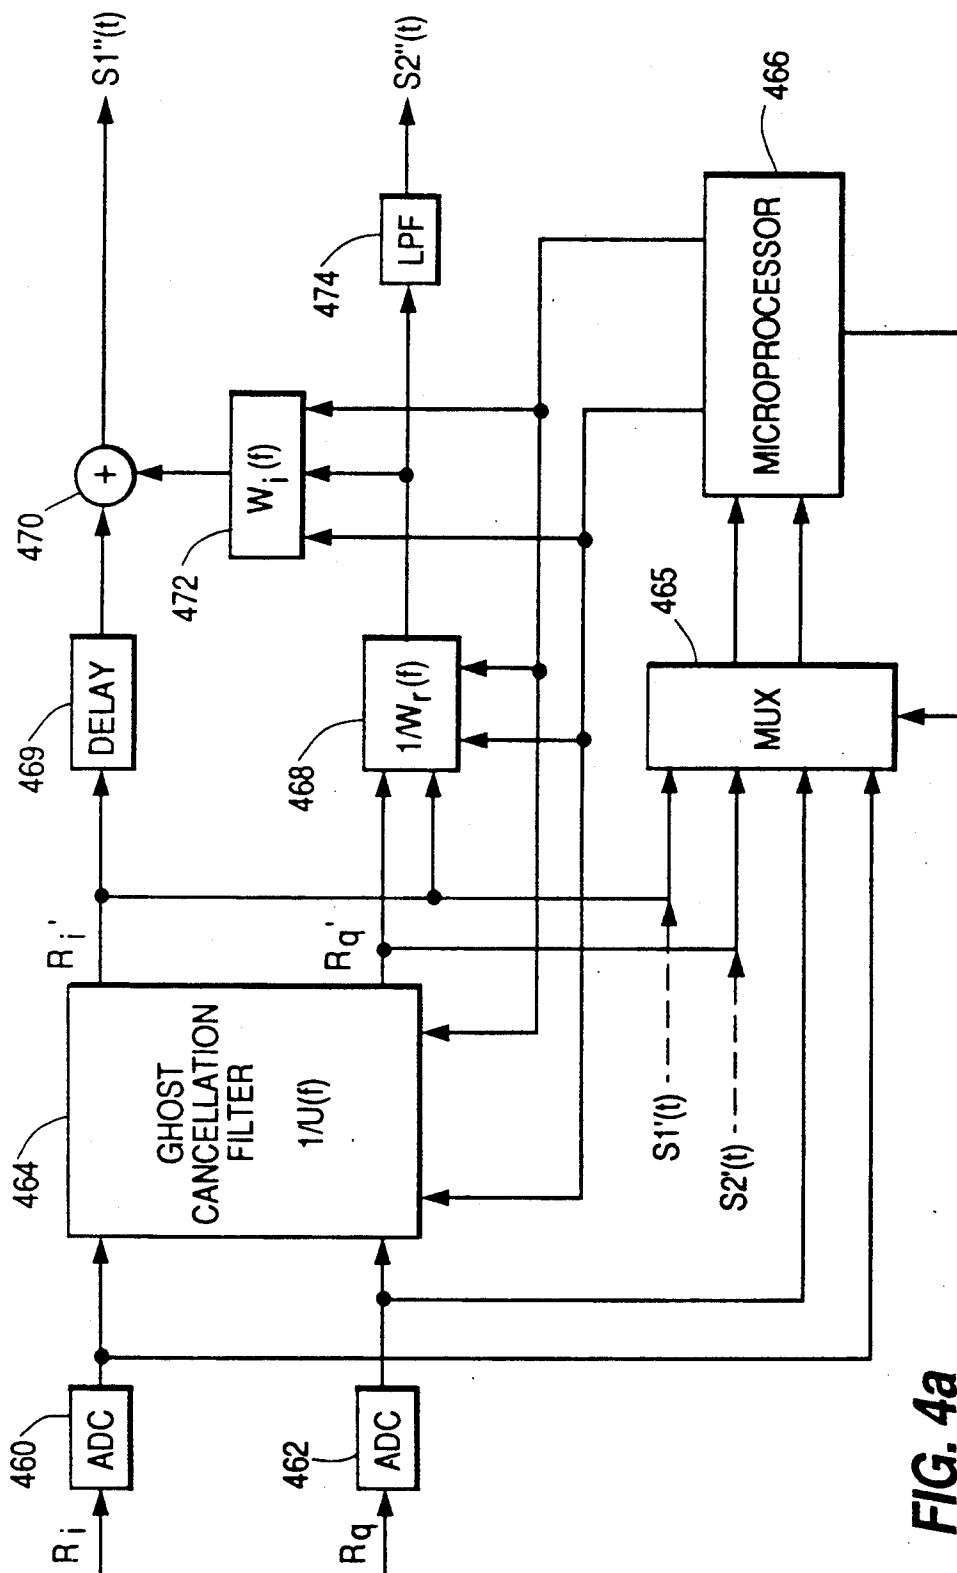 R_i
460
ADC
R_q
462
ADC
464
GHOST
CANCELLATION
FILTER
1/U(f)
R_i'
R_q'
S1'(t)
S2'(t)
469
DELAY
468
1/W_r(f)
465
MUX
470
+
472
W_i(f)
474
LPF
466
MICROPROCESSOR
S1"(t)
S2"(t)
FIG. 4a